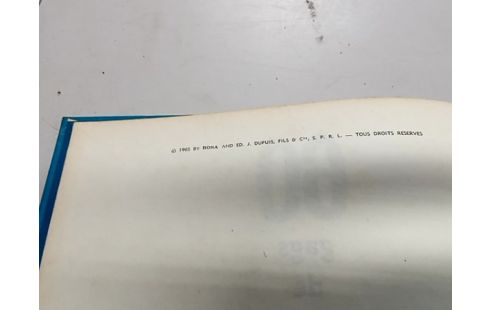 © 1965 BY ROBA AND ED. J. DUPUIS, FILS & Cie, S. P. R. L. — TOUS DROITS RESERVES